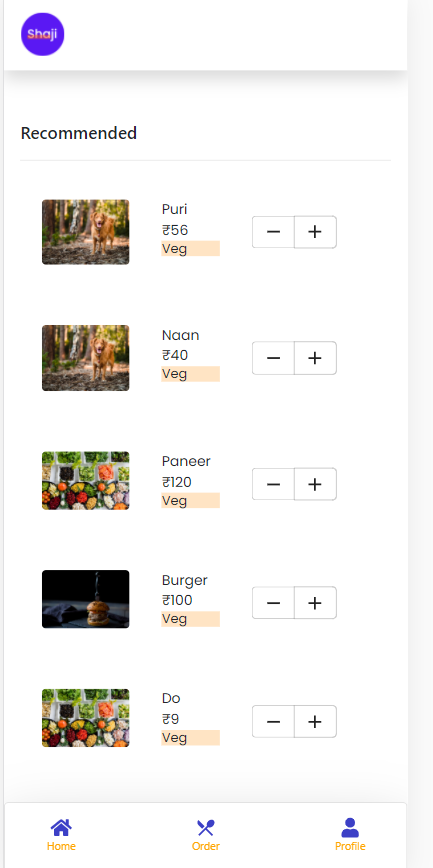 Shaji
Recommended
Puri
₹56
Veg
Naan
₹40
Veg
Paneer
₹120
Veg
Burger
₹100
Veg
Do
₹9
Veg
Home
Order
Profile